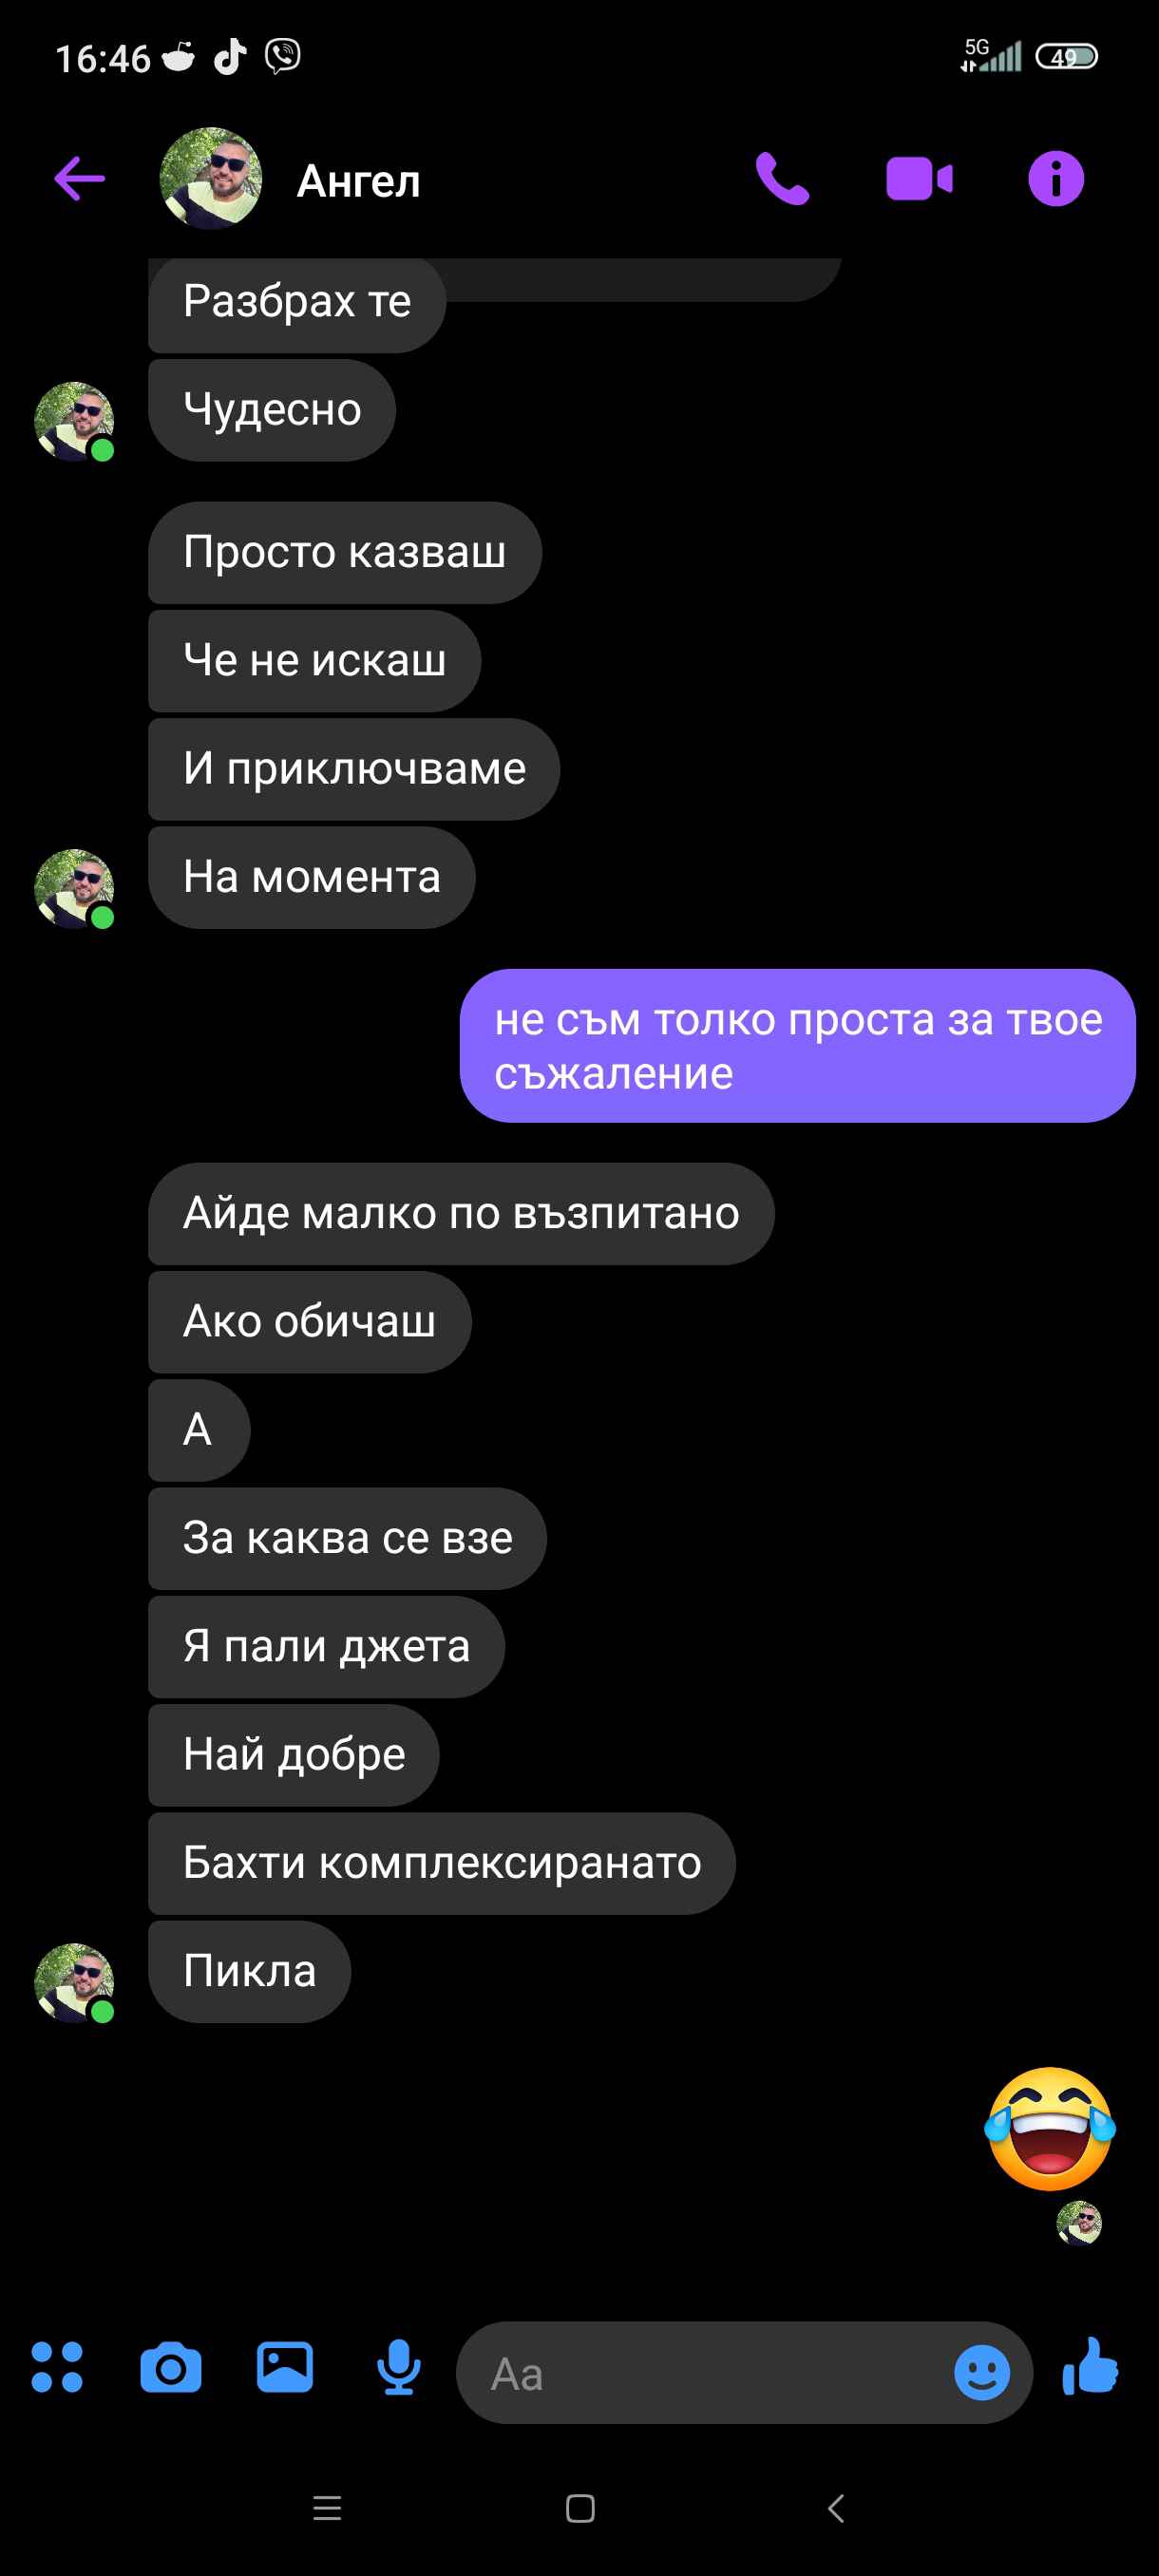 16:46
5G
49
Ангел
Разбрах те
Чудесно
Просто казваш
Че не искаш
И приключваме
На момента
не съм толко проста за твое
съжаление
Айде малко по възпитано
Ако обичаш
А
За каква се взе
Я пали джета
Най добре
Бахти комплексиранато
Пикла
Aa